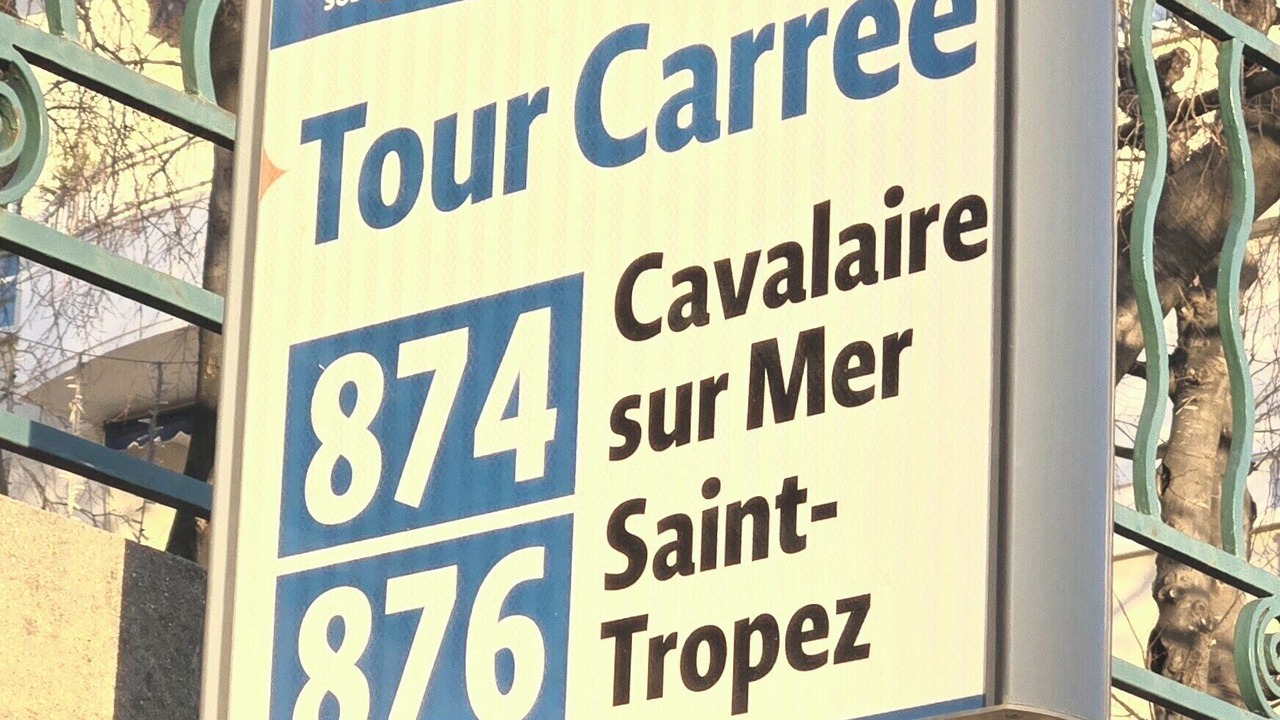 Tour Carrée
874 Cavalaire
sur Mer
876 Saint-
Tropez